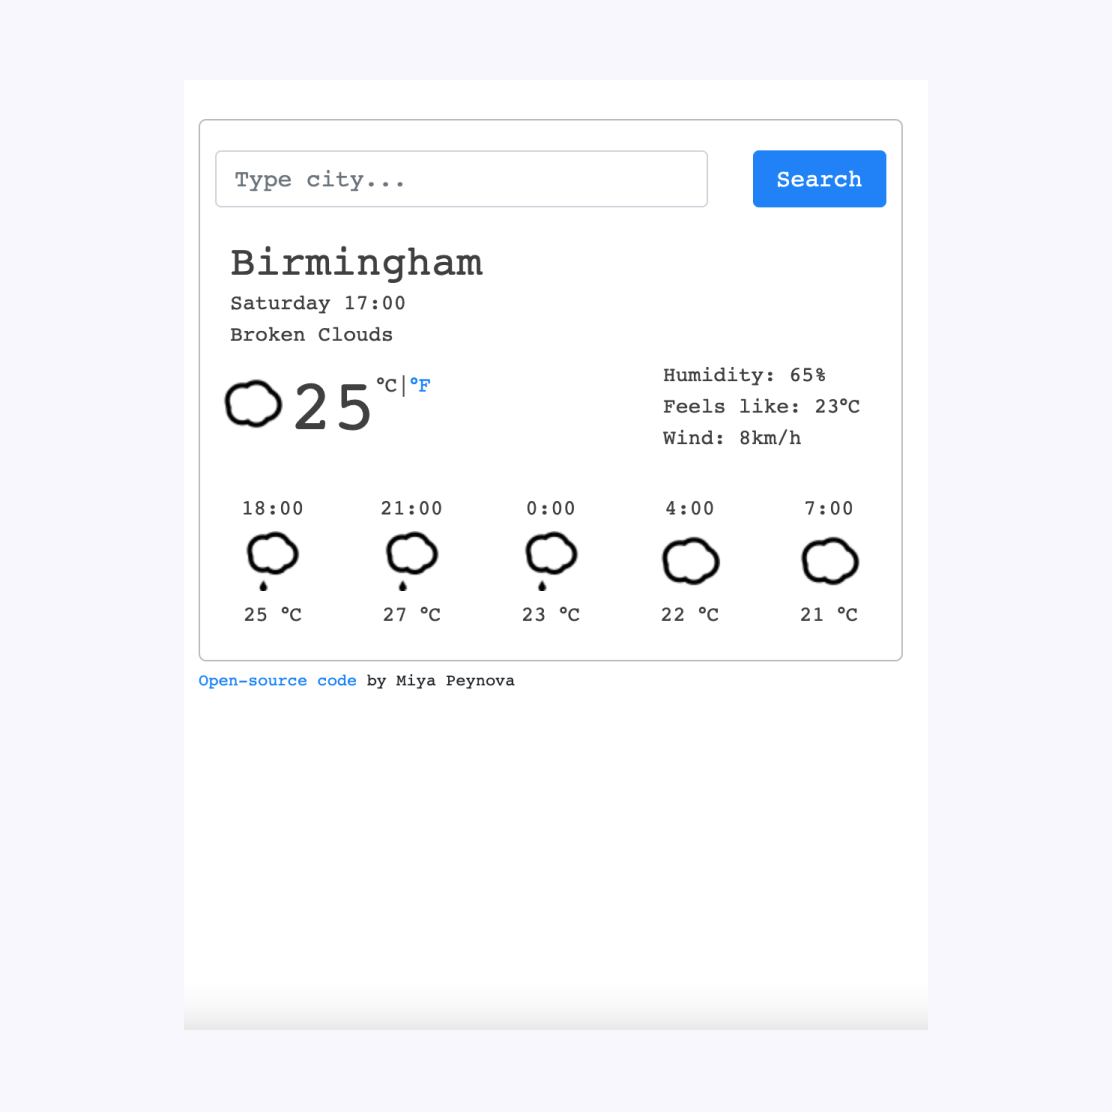 Type city...
Search
Birmingham
Saturday 17:00
Broken Clouds
25 °C|°F
Humidity: 65%
Feels like: 23°C
Wind: 8km/h
18:00 21:00 0:00 4:00 7:00
25 °C 27 °C 23 °C 22 °C 21 °C
Open-source code by Miya Peynova